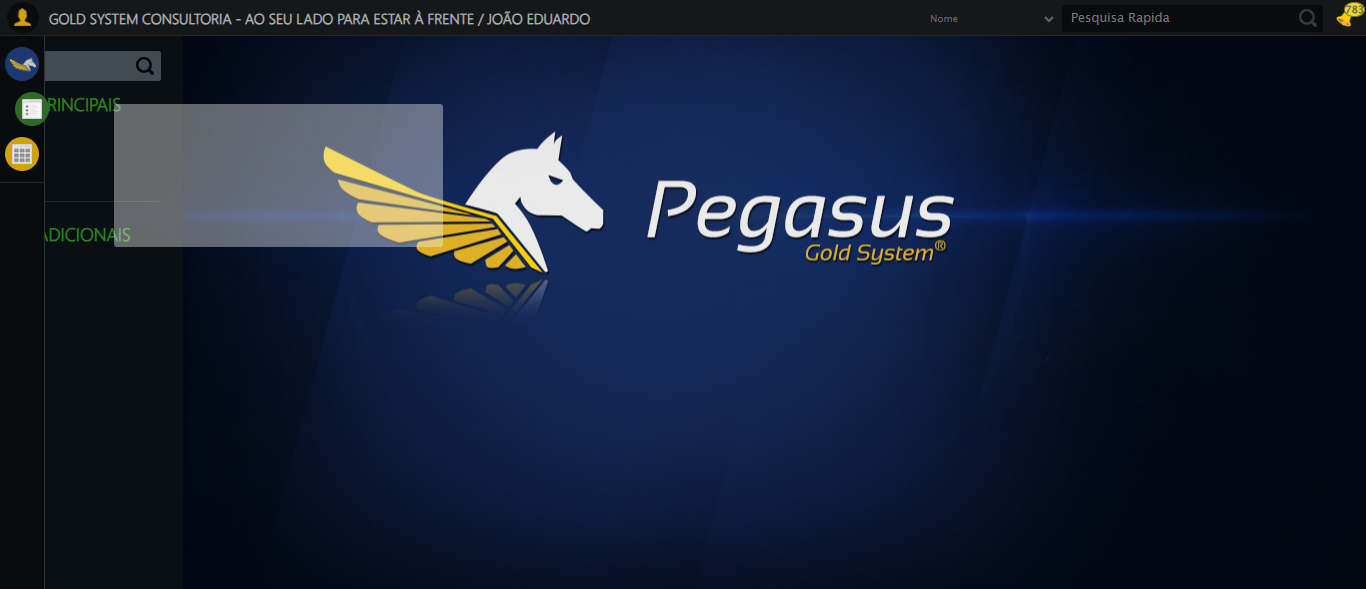 GOLD SYSTEM CONSULTORIA - AO SEU LADO PARA ESTAR À FRENTE / JOÃO EDUARDO
Nome
Pesquisa Rapida
783
RINCIPAIS
ADICIONAIS
Pegasus
Gold System®